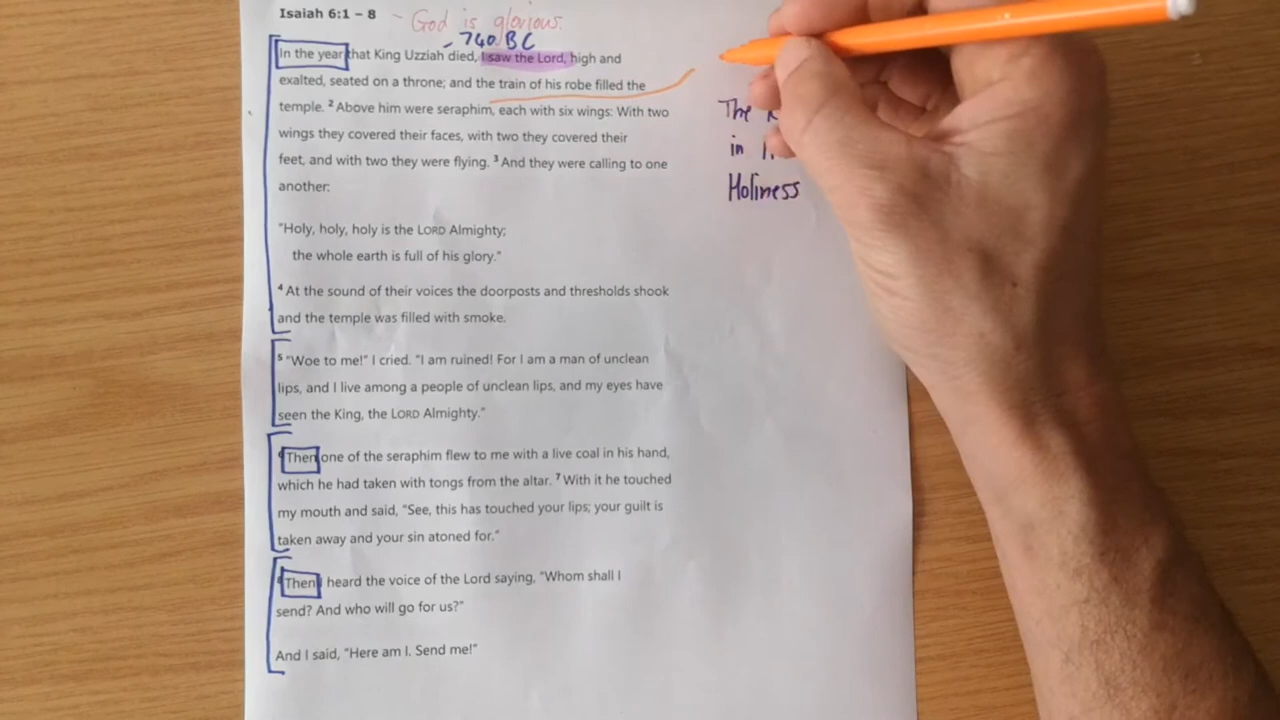 Isaiah 6:1 – 8 ~ God is glorious.
- 740 BC
In the year that King Uzziah died, I saw the Lord, high and
exalted, seated on a throne; and the train of his robe filled the
temple. 2 Above him were seraphim, each with six wings: With two
wings they covered their faces, with two they covered their
feet, and with two they were flying. 3 And they were calling to one
another:
"Holy, holy, holy is the LORD Almighty;
the whole earth is full of his glory."
4 At the sound of their voices the doorposts and thresholds shook
and the temple was filled with smoke.
5 "Woe to me!" I cried. "I am ruined! For I am a man of unclean
lips, and I live among a people of unclean lips, and my eyes have
seen the King, the LORD Almighty."
Then one of the seraphim flew to me with a live coal in his hand,
which he had taken with tongs from the altar. 7 With it he touched
my mouth and said, "See, this has touched your lips; your guilt is
taken away and your sin atoned for."
Then I heard the voice of the Lord saying, "Whom shall I
send? And who will go for us?"
And I said, "Here am I. Send me!"
The
in
Holiness